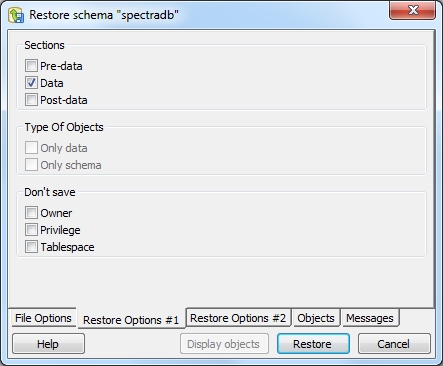 Restore schema "spectradb"
Sections
Pre-data
Data
Post-data
Type Of Objects
Only data
Only schema
Don't save
Owner
Privilege
Tablespace
File Options
Restore Options #1
Restore Options #2
Objects
Messages
Help
Display objects
Restore
Cancel